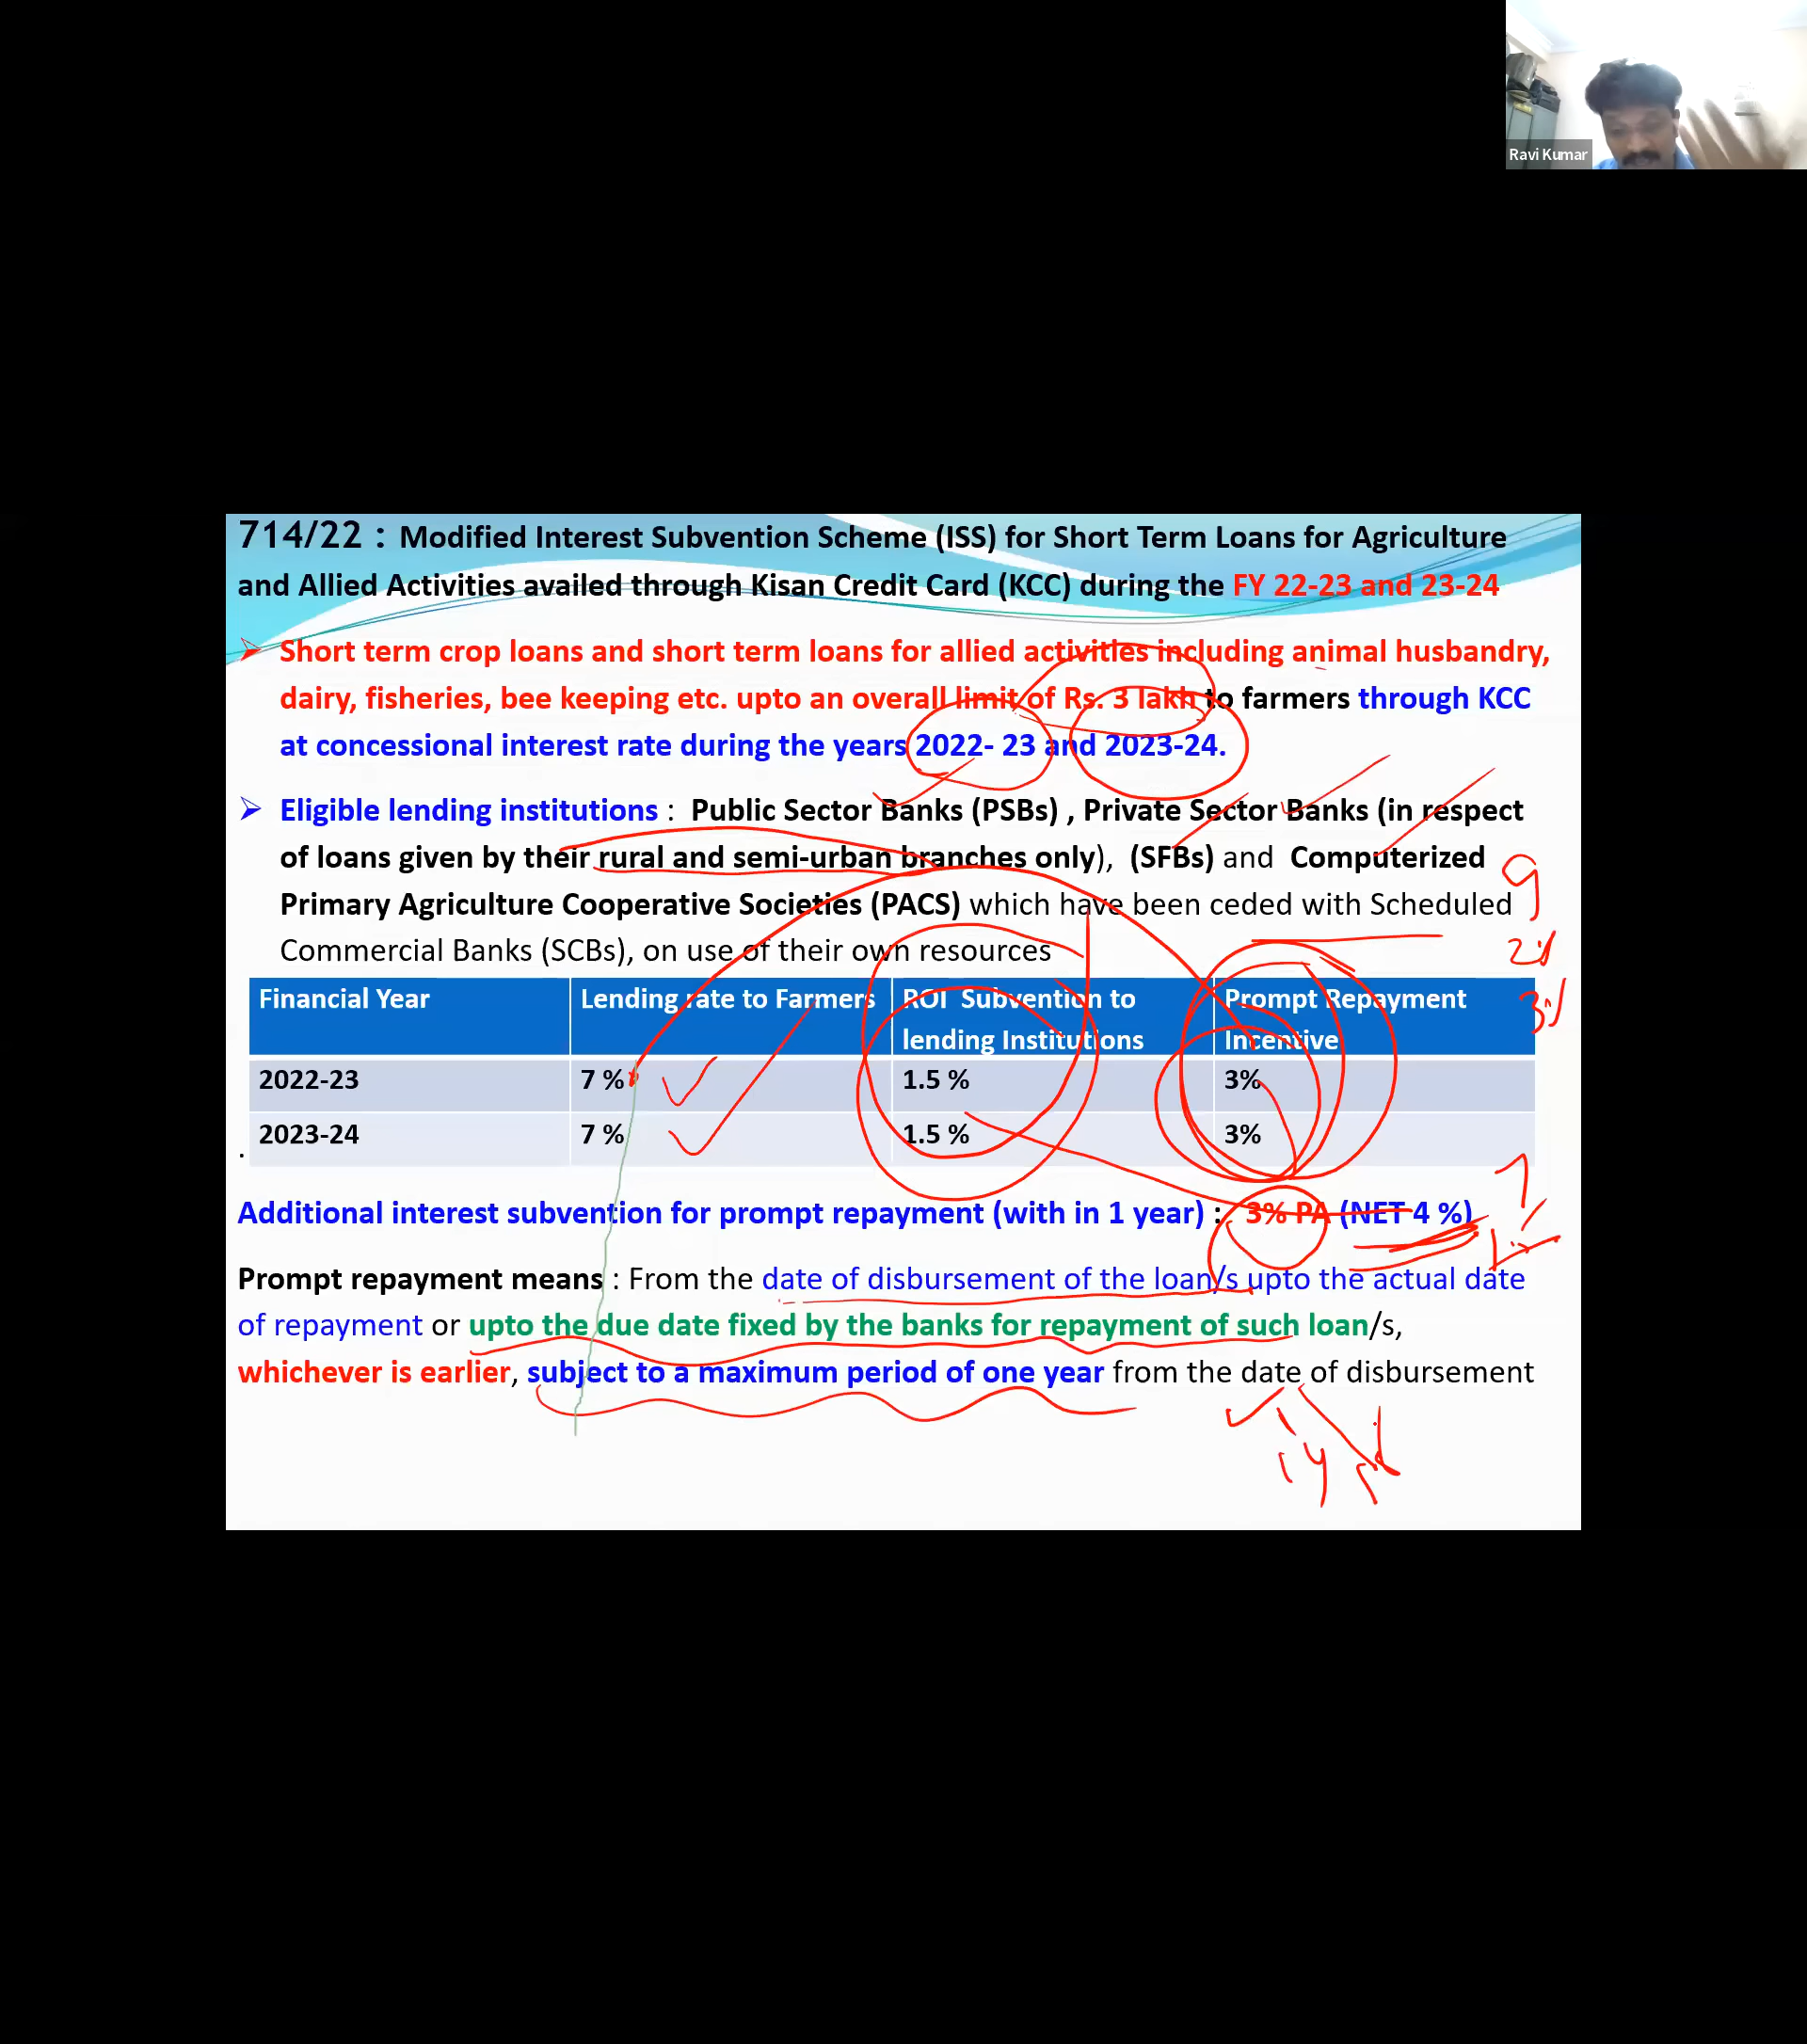 Ravi Kumar
714/22 : Modified Interest Subvention Scheme (ISS) for Short Term Loans for Agriculture
and Allied Activities availed through Kisan Credit Card (KCC) during the FY 22-23 and 23-24
➢ Short term crop loans and short term loans for allied activities including animal husbandry,
dairy, fisheries, bee keeping etc. upto an overall limit of Rs. 3 lakh to farmers through KCC
at concessional interest rate during the years 2022- 23 and 2023-24.
➢ Eligible lending institutions : Public Sector Banks (PSBs) , Private Sector Banks (in respect
of loans given by their rural and semi-urban branches only), (SFBs) and Computerized
Primary Agriculture Cooperative Societies (PACS) which have been ceded with Scheduled
Commercial Banks (SCBs), on use of their own resources
9
2%
3%
Financial Year Lending rate to Farmers ROI Subvention to lending Institutions Prompt Repayment Incentive
2022-23 7 % 1.5 % 3%
2023-24 7 % 1.5 % 3%
.
Additional interest subvention for prompt repayment (with in 1 year) : 3% PA (NET 4 %)
Prompt repayment means : From the date of disbursement of the loan/s upto the actual date
of repayment or upto the due date fixed by the banks for repayment of such loan/s,
whichever is earlier, subject to a maximum period of one year from the date of disbursement
1y